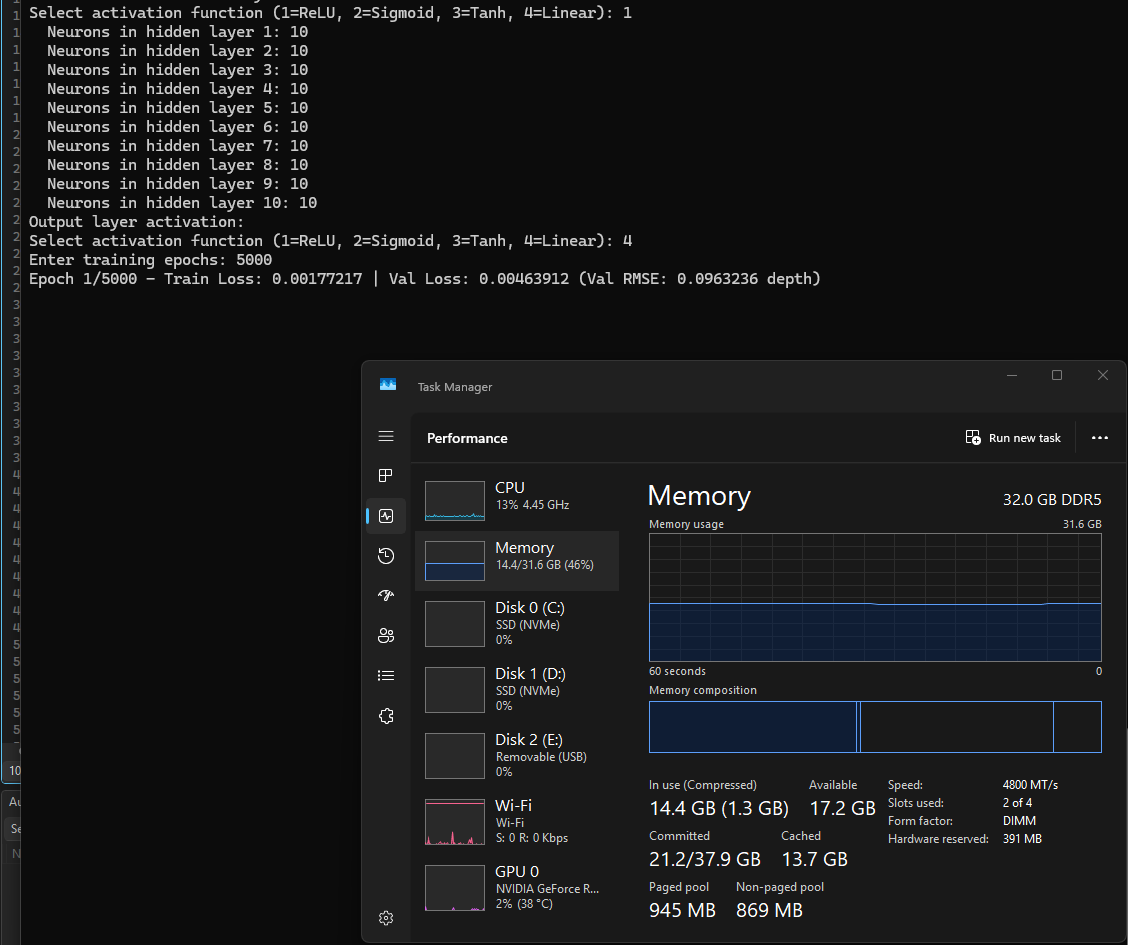 Select activation function (1=ReLU, 2=Sigmoid, 3=Tanh, 4=Linear): 1
Neurons in hidden layer 1: 10
Neurons in hidden layer 2: 10
Neurons in hidden layer 3: 10
Neurons in hidden layer 4: 10
Neurons in hidden layer 5: 10
Neurons in hidden layer 6: 10
Neurons in hidden layer 7: 10
Neurons in hidden layer 8: 10
Neurons in hidden layer 9: 10
Neurons in hidden layer 10: 10
Output layer activation:
Select activation function (1=ReLU, 2=Sigmoid, 3=Tanh, 4=Linear): 4
Enter training epochs: 5000
Epoch 1/5000 - Train Loss: 0.00177217 | Val Loss: 0.00463912 (Val RMSE: 0.0963236 depth)
Task Manager
Performance
Run new task
CPU
13% 4.45 GHz
Memory
14.4/31.6 GB (46%)
Disk 0 (C:)
SSD (NVMe)
0%
Disk 1 (D:)
SSD (NVMe)
0%
Disk 2 (E:)
Removable (USB)
0%
Wi-Fi
Wi-Fi
S: 0 R: 0 Kbps
GPU 0
NVIDIA GeForce R...
2% (38 °C)
Memory
32.0 GB DDR5
Memory usage
31.6 GB
60 seconds
0
Memory composition
In use (Compressed)
14.4 GB (1.3 GB)
Available
17.2 GB
Committed
21.2/37.9 GB
Cached
13.7 GB
Paged pool
945 MB
Non-paged pool
869 MB
Speed: 4800 MT/s
Slots used: 2 of 4
Form factor: DIMM
Hardware reserved: 391 MB